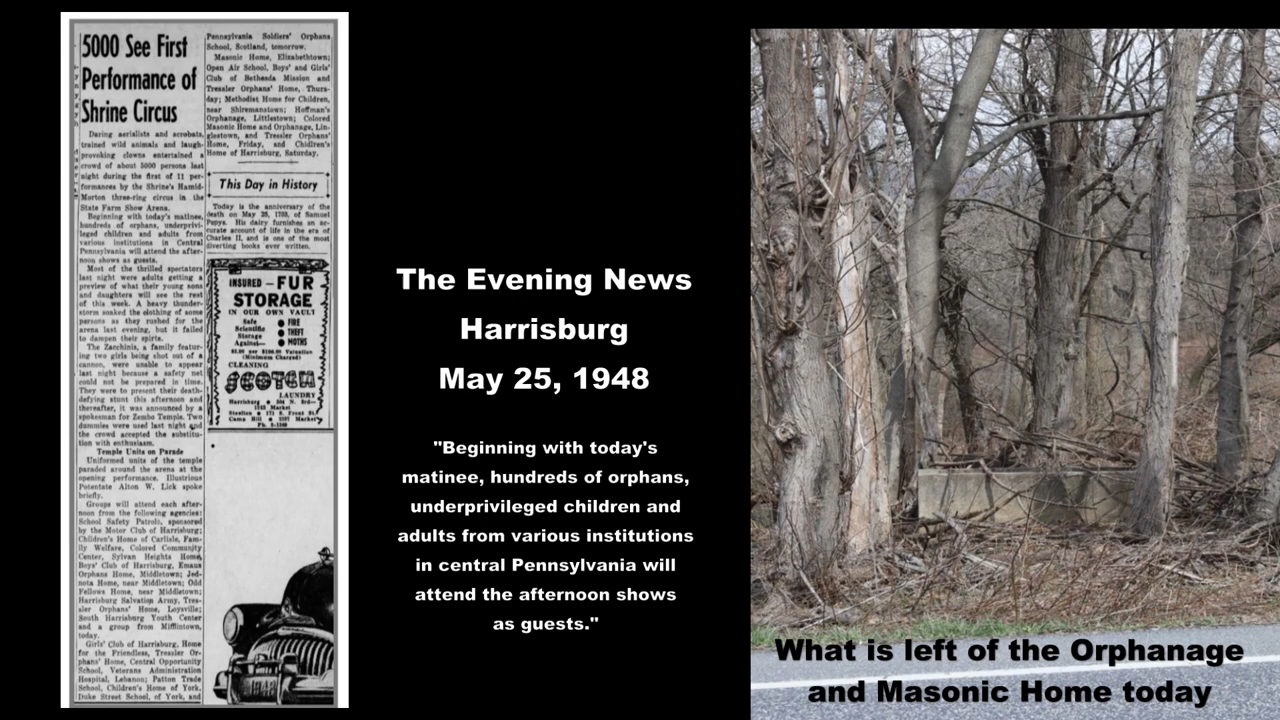 5000 See First
Performance of
Shrine Circus
Daring aerialists and acrobats,
trained wild animals and laugh-
provoking clowns entertained a
crowd of about 5000 persons last
night during the first of 11 per-
formances by the Shrine's Hamid-
Morton three-ring circus in the
State Farm Show Arena.
Beginning with today's matinee,
hundreds of orphans, underprivi-
leged children and adults from
various institutions in Central
Pennsylvania will attend the after-
noon shows as guests.
Most of the thrilled spectators
last night were adults getting a
preview of what their young sons
and daughters will see the rest
of this week. A heavy thunder-
storm soaked the clothing of some
persons as they rushed for the
arena last evening, but it failed
to dampen their spirits.
The Zacchinis, a family featur-
ing two girls being shot out of a
cannon, were unable to appear
last night because a safety net
could not be prepared in time.
They were to present their death-
defying stunt this afternoon and
thereafter, it was announced by a
spokesman for Zembo Temple. Two
dummies were used last night and
the crowd accepted the substitu-
tion with enthusiasm.
Temple Units on Parade
Uniformed units of the temple
paraded around the arena at the
opening performance. Illustrious
Potentate Alton W. Lick spoke
briefly.
Groups will attend each after-
noon from the following agencies:
School Safety Patrols, sponsored
by the Motor Club of Harrisburg;
Children's Home of Carlisle, Fam-
ily Welfare, Colored Community
Center, Sylvan Heights Home,
Boys' Club of Harrisburg, Emaus
Orphans Home, Middletown; Jed-
nota Home, near Middletown; Odd
Fellows Home, near Middletown;
Harrisburg Salvation Army, Tres-
sler Orphans' Home, Loysville;
South Harrisburg Youth Center
and a group from Mifflintown,
today.
Girls' Club of Harrisburg, Home
for the Friendless, Tressler Or-
phans' Home, Central Opportunity
School, Veterans Administration
Hospital, Lebanon; Patton Trade
School, Children's Home of York,
Duke Street School, of York, and
Pennsylvania Soldiers' Orphans
School, Scotland, tomorrow.
Masonic Home, Elizabethtown;
Open Air School, Boys' and Girls'
Club of Bethesda Mission and
Tressler Orphans' Home, Thurs-
day; Methodist Home for Children,
near Shiremanstown; Hoffman's
Orphanage, Littlestown; Colored
Masonic Home and Orphanage, Lin-
glestown, and Tressler Orphans'
Home, Friday, and Chidlren's
Home of Harrisburg, Saturday.
This Day in History
Today is the anniversary of the
death on May 25, 1703, of Samuel
Pepys. His dairy furnishes an ac-
curate account of life in the era of
Charles II, and is one of the most
diverting books ever written.
INSURED - FUR
STORAGE
IN OUR OWN VAULT
Safe
Scientific
Storage
Against—
● FIRE
● THEFT
● MOTHS
(Minimum Charge)
CLEANING
SCOTCH
LAUNDRY
The Evening News
Harrisburg
May 25, 1948
"Beginning with today's
matinee, hundreds of orphans,
underprivileged children and
adults from various institutions
in central Pennsylvania will
attend the afternoon shows
as guests."
What is left of the Orphanage
and Masonic Home today